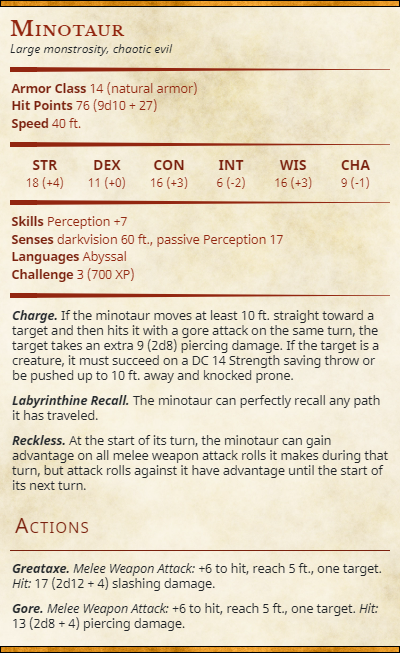 Minotaur
Large monstrosity, chaotic evil
Armor Class 14 (natural armor)
Hit Points 76 (9d10 + 27)
Speed 40 ft.
STR DEX CON INT WIS CHA
18 (+4) 11 (+0) 16 (+3) 6 (-2) 16 (+3) 9 (-1)
Skills Perception +7
Senses darkvision 60 ft., passive Perception 17
Languages Abyssal
Challenge 3 (700 XP)
Charge. If the minotaur moves at least 10 ft. straight toward a
target and then hits it with a gore attack on the same turn, the
target takes an extra 9 (2d8) piercing damage. If the target is a
creature, it must succeed on a DC 14 Strength saving throw or
be pushed up to 10 ft. away and knocked prone.
Labyrinthine Recall. The minotaur can perfectly recall any path
it has traveled.
Reckless. At the start of its turn, the minotaur can gain
advantage on all melee weapon attack rolls it makes during that
turn, but attack rolls against it have advantage until the start of
its next turn.
Actions
Greataxe. Melee Weapon Attack: +6 to hit, reach 5 ft., one target.
Hit: 17 (2d12 + 4) slashing damage.
Gore. Melee Weapon Attack: +6 to hit, reach 5 ft., one target. Hit:
13 (2d8 + 4) piercing damage.